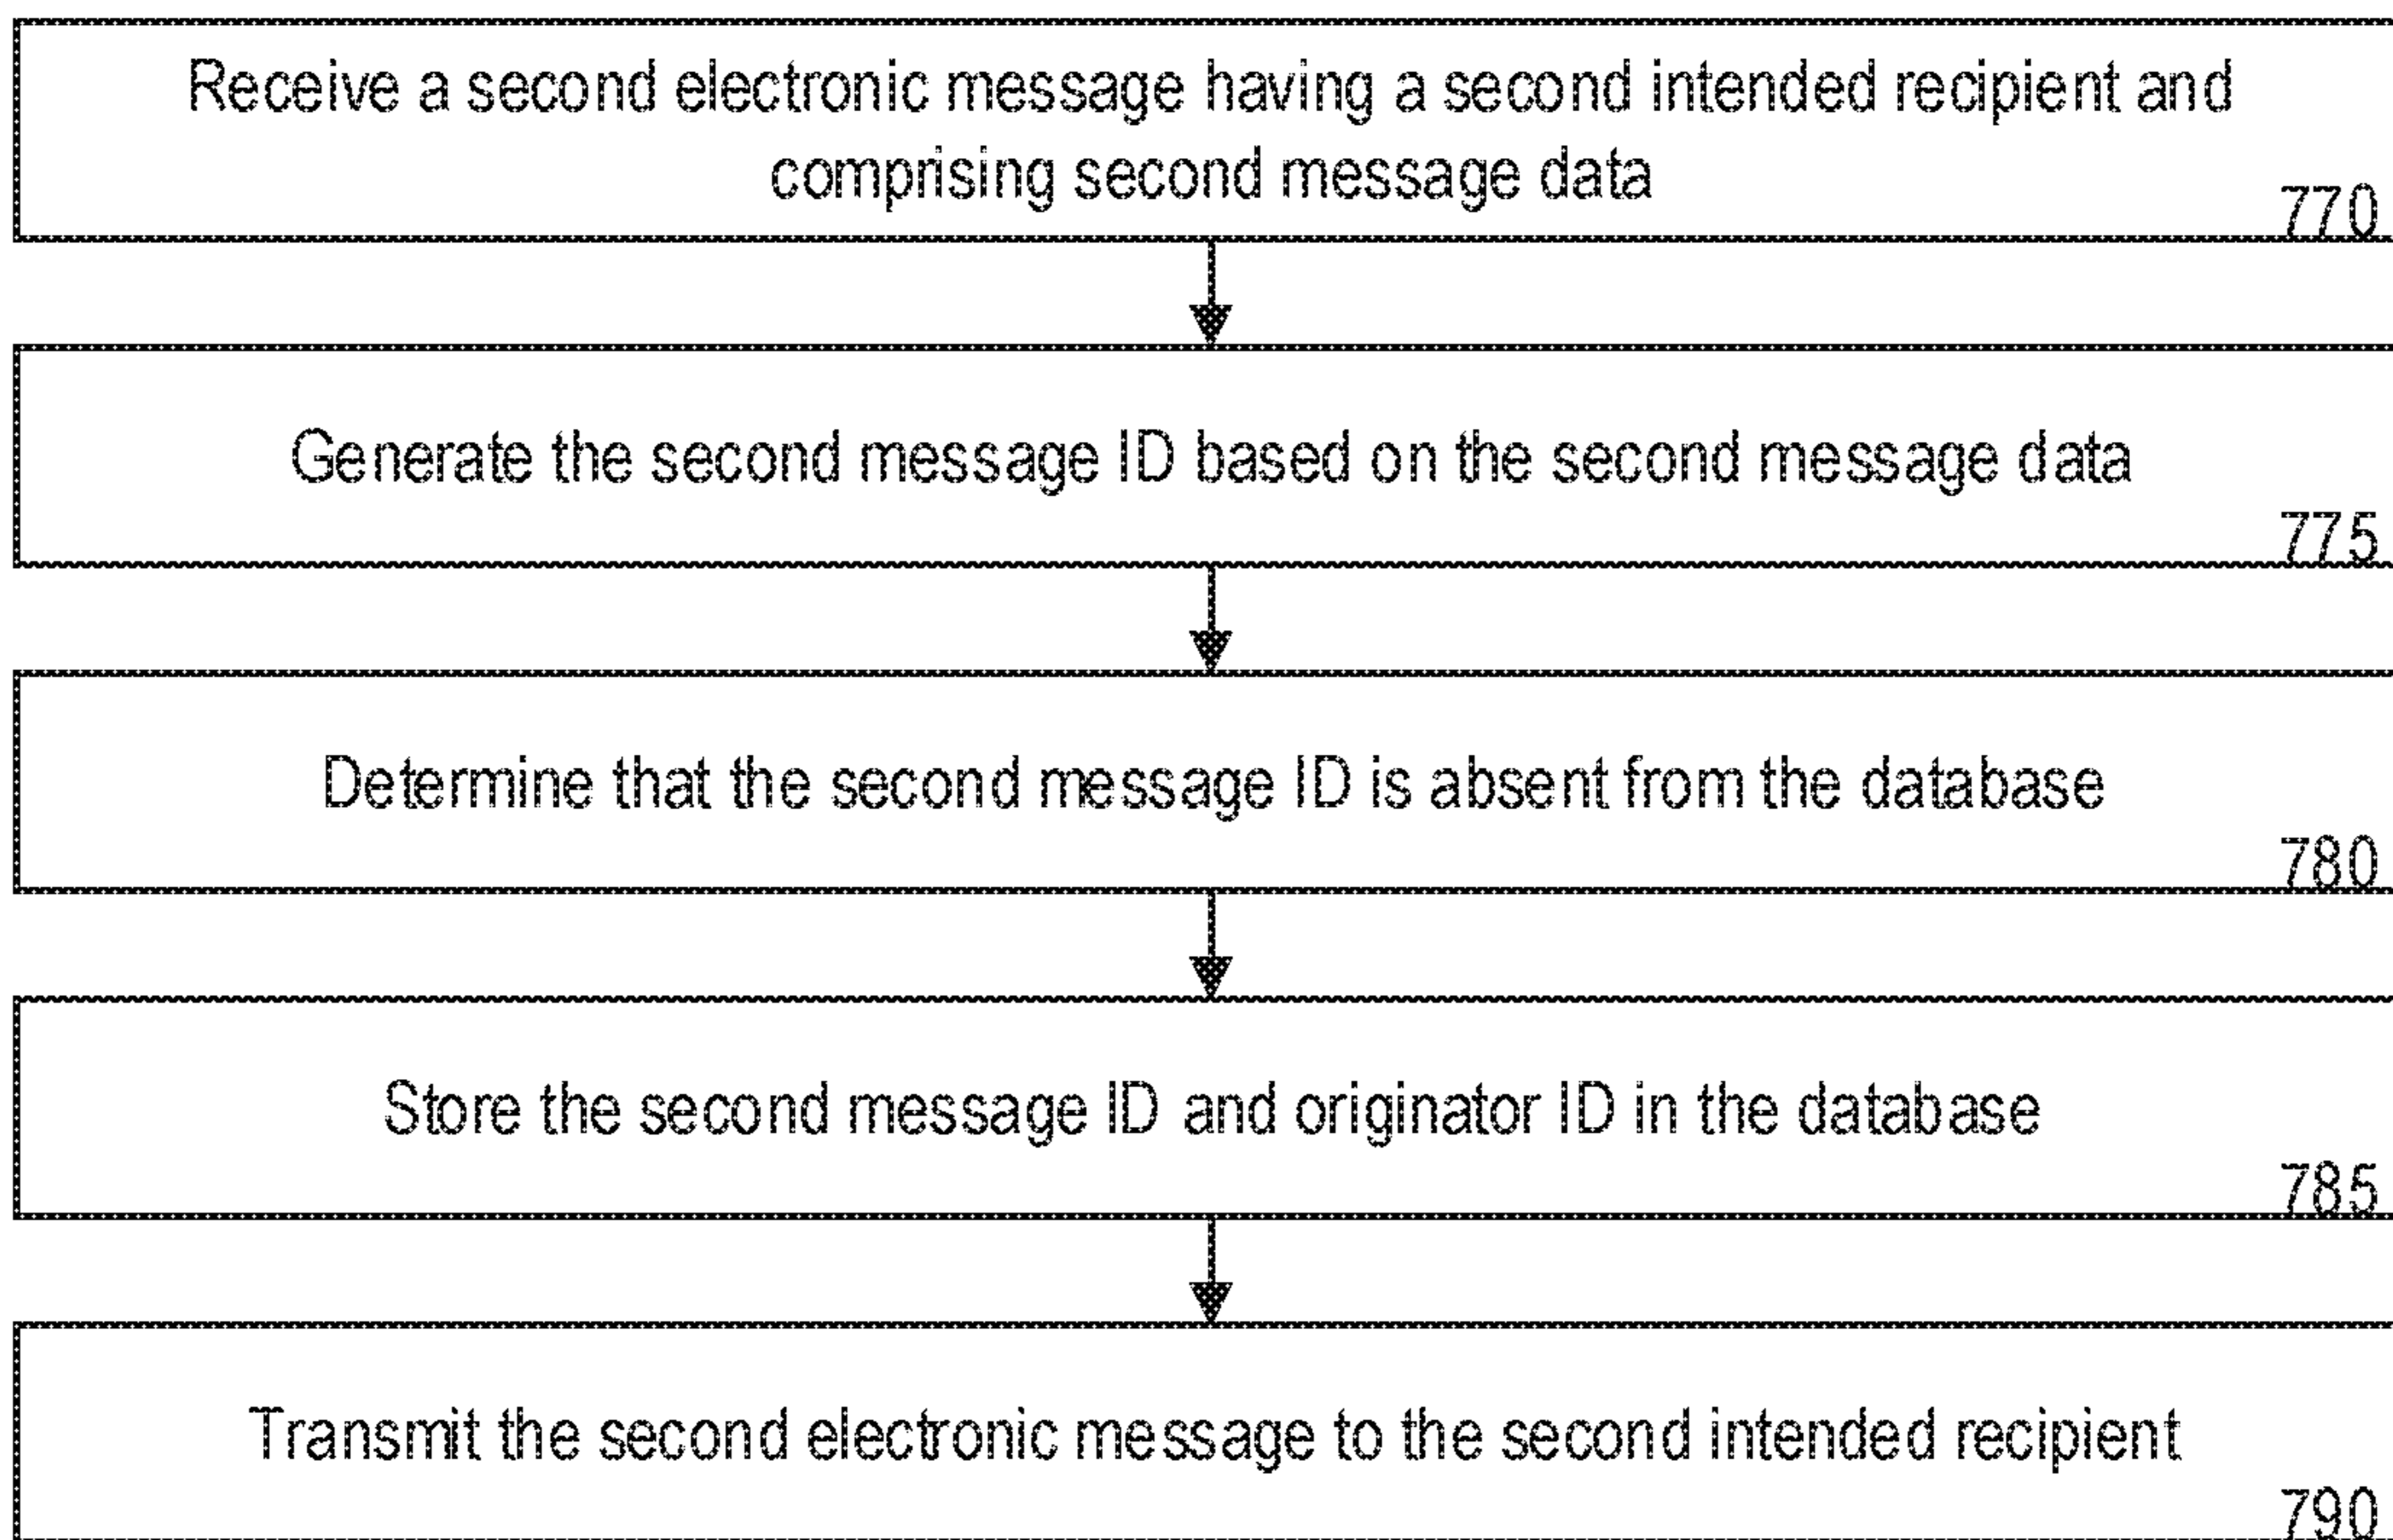 Receive a second electronic message having a second intended recipient and
comprising second message data
770
Generate the second message ID based on the second message data
775
Determine that the second message ID is absent from the database
780
Store the second message ID and originator ID in the database
785
Transmit the second electronic message to the second intended recipient
790